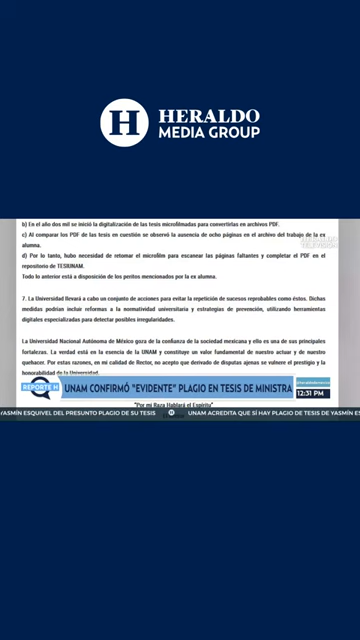 HERALDO
MEDIA GROUP
HERALDO
TELEVISIÓN
b) En el año dos mil se inició la digitalización de las tesis microfilmadas para convertirlas en archivos PDF.
c) Al comparar los PDF de las tesis en cuestión se observó la ausencia de ocho páginas en el archivo del trabajo de la ex
alumna.
d) Por lo tanto, hubo necesidad de retomar el microfilm para escanear las páginas faltantes y completar el PDF en el
repositorio de TESIUNAM.
Todo lo anterior está a disposición de los peritos mencionados por la ex alumna.
7. La Universidad llevará a cabo un conjunto de acciones para evitar la repetición de sucesos reprobables como éstos. Dichas
medidas podrían incluir reformas a la normatividad universitaria y estrategias de prevención, utilizando herramientas
digitales especializadas para detectar posibles irregularidades.
La Universidad Nacional Autónoma de México goza de la confianza de la sociedad mexicana y ello es una de sus principales
fortalezas. La verdad está en la esencia de la UNAM y constituye un valor fundamental de nuestro actuar y de nuestro
quehacer. Por estas razones, en mi calidad de Rector, no acepto que derivado de disputas ajenas se vulnere el prestigio y la
honorabilidad de la Universidad.
REPORTE H
UNAM CONFIRMÓ "EVIDENTE" PLAGIO EN TESIS DE MINISTRA
12:31 PM
"Por mi Raza Hablará el Espíritu"
YASMÍN ESQUIVEL DEL PRESUNTO PLAGIO DE SU TESIS
UNAM ACREDITA QUE SÍ HAY PLAGIO DE TESIS DE YASMÍN ES